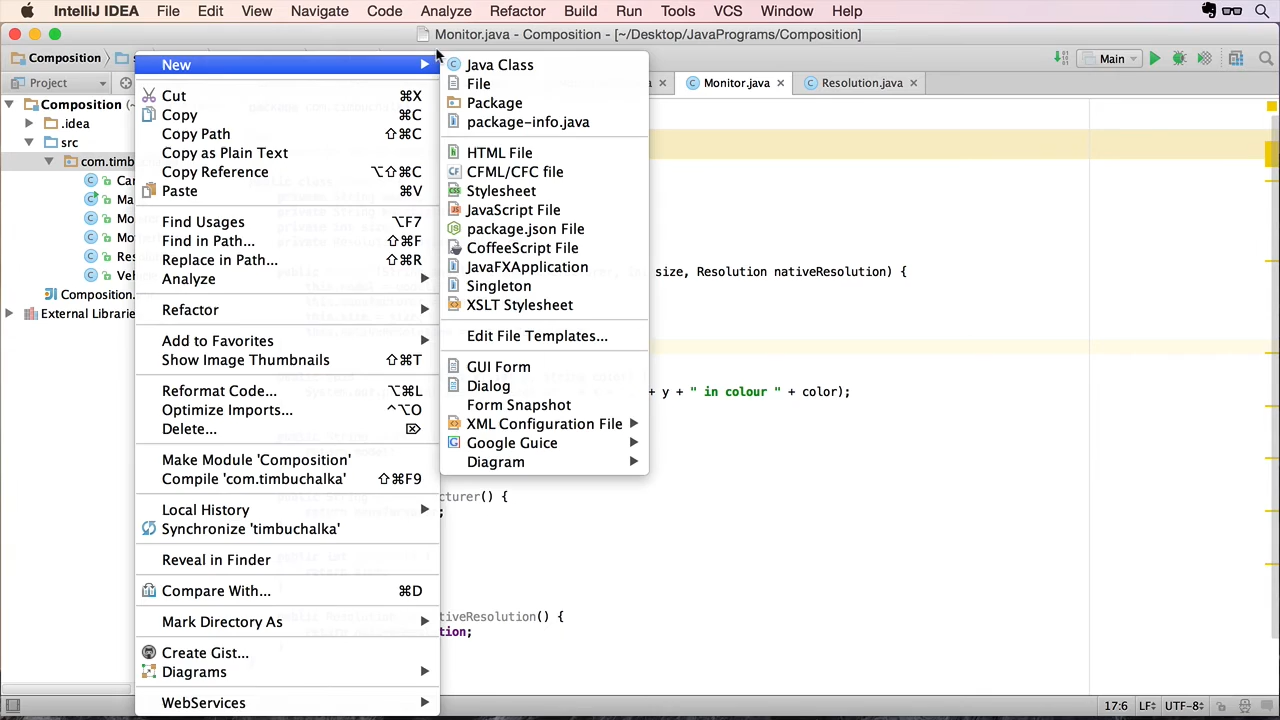 IntelliJ IDEA File Edit View Navigate Code Analyze Refactor Build Run Tools VCS Window Help
Monitor.java - Composition - [~/Desktop/JavaPrograms/Composition]
Composition
Main
Project
Monitor.java
Resolution.java
Composition
.idea
src
com.timb
Ca
Ma
Mo
Mo
Res
Veh
Composition.
External Librarie
New
Cut ⌘X
Copy ⌘C
Copy Path ⇧⌘C
Copy as Plain Text
Copy Reference ⌥⇧⌘C
Paste ⌘V
Find Usages ⌥F7
Find in Path... ⇧⌘F
Replace in Path... ⇧⌘R
Analyze
Refactor
Add to Favorites
Show Image Thumbnails ⇧⌘T
Reformat Code... ⌥⌘L
Optimize Imports... ^⌥O
Delete... ⌦
Make Module 'Composition'
Compile 'com.timbuchalka' ⇧⌘F9
Local History
Synchronize 'timbuchalka'
Reveal in Finder
Compare With... ⌘D
Mark Directory As
Create Gist...
Diagrams
WebServices
Java Class
File
Package
package-info.java
HTML File
CFML/CFC file
Stylesheet
JavaScript File
package.json File
CoffeeScript File
JavaFXApplication
Singleton
XSLT Stylesheet
Edit File Templates...
GUI Form
Dialog
Form Snapshot
XML Configuration File
Google Guice
Diagram
size, Resolution nativeResolution) {
+ y + " in colour " + color);
cturer() {
;
tiveResolution() {
tion;
17:6 LF÷ UTF-8÷